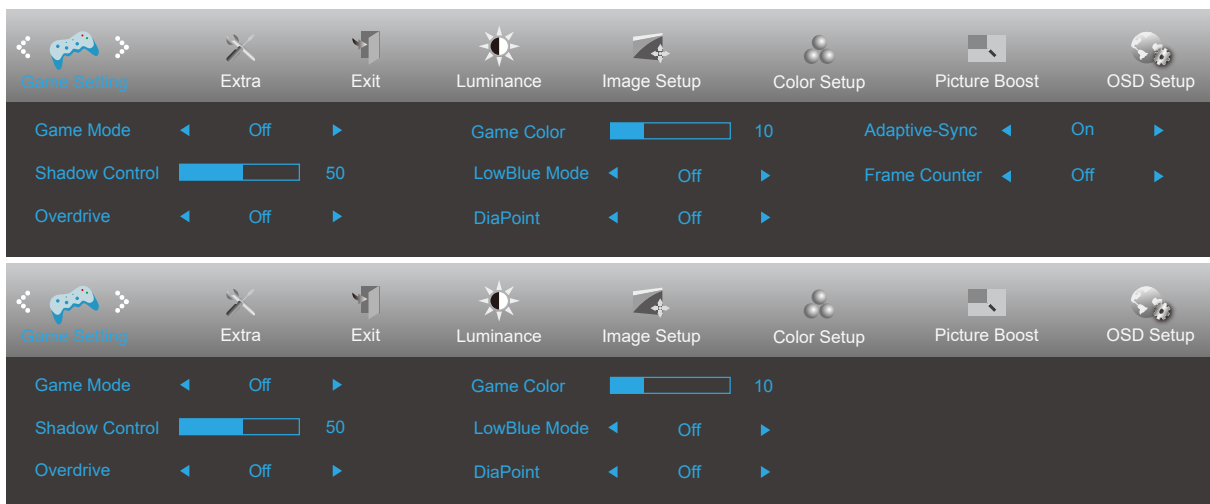 Game Setting Extra Exit Luminance Image Setup Color Setup Picture Boost OSD Setup
Game Mode Off Game Color 10 Adaptive-Sync On
Shadow Control 50 LowBlue Mode Off Frame Counter Off
Overdrive Off DiaPoint Off
Game Setting Extra Exit Luminance Image Setup Color Setup Picture Boost OSD Setup
Game Mode Off Game Color 10
Shadow Control 50 LowBlue Mode Off
Overdrive Off DiaPoint Off